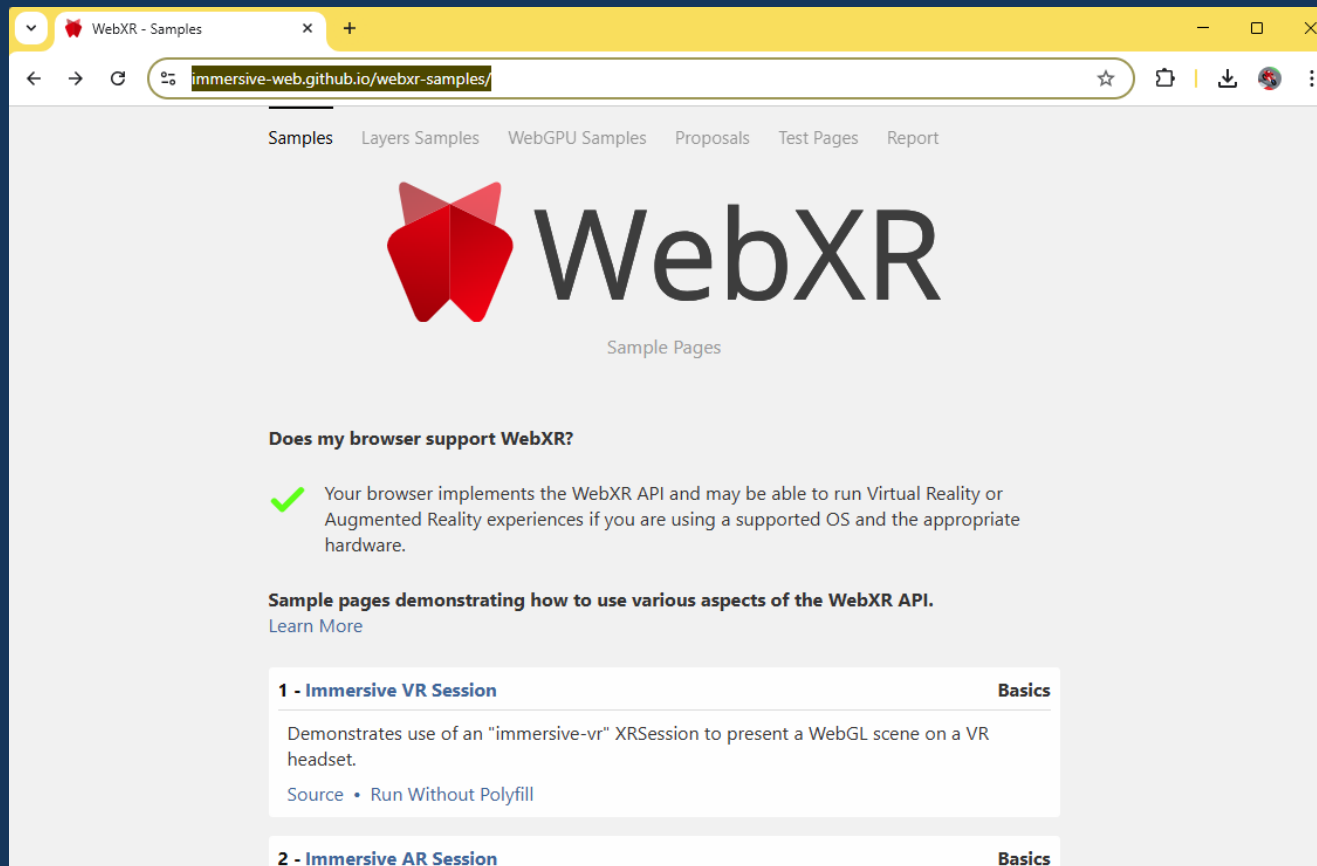 WebXR - Samples
immersive-web.github.io/webxr-samples/
Samples Layers Samples WebGPU Samples Proposals Test Pages Report
WebXR
Sample Pages
Does my browser support WebXR?
Your browser implements the WebXR API and may be able to run Virtual Reality or
Augmented Reality experiences if you are using a supported OS and the appropriate
hardware.
Sample pages demonstrating how to use various aspects of the WebXR API.
Learn More
1 - Immersive VR Session Basics
Demonstrates use of an "immersive-vr" XRSession to present a WebGL scene on a VR
headset.
Source • Run Without Polyfill
2 - Immersive AR Session Basics